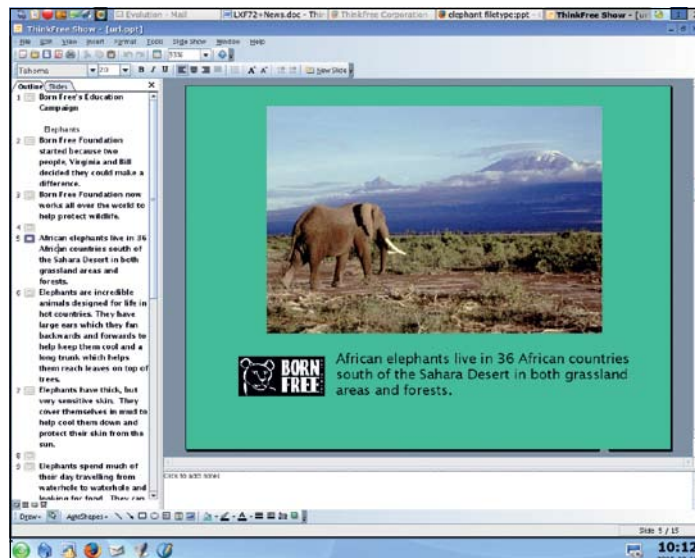 Evolution - Mail
LXF72+News.doc - Thin
ThinkFree Corporation
elephant filetype:ppt -
ThinkFree Show - [ur
ThinkFree Show - [url.ppt]
File Edit View Insert Format Tools Slide Show Window Help
53%
Tahoma 20 B I U New Slide
Outline Slides
1 Born Free's Education
Campaign
Elephants
2 Born Free Foundation
started because two
people, Virginia and Bill
decided they could make a
difference.
3 Born Free Foundation now
works all over the world to
help protect wildlife.
4
5 African elephants live in 36
African countries south of
the Sahara Desert in both
grassland areas and
forests.
6 Elephants are incredible
animals designed for life in
hot countries. They have
large ears which they fan
backwards and forwards to
help keep them cool and a
long trunk which helps
them reach leaves on top of
trees.
7 Elephants have thick, but
very sensitive skin. They
cover themselves in mud to
help cool them down and
protect their skin from the
sun.
8
9 Elephants spend much of
their day travelling from
waterhole to waterhole and
looking for food. They can
BORN
FREE
African elephants live in 36 African countries
south of the Sahara Desert in both grassland
areas and forests.
Click to add notes
Draw AutoShapes
Slide 5 / 15
10:12